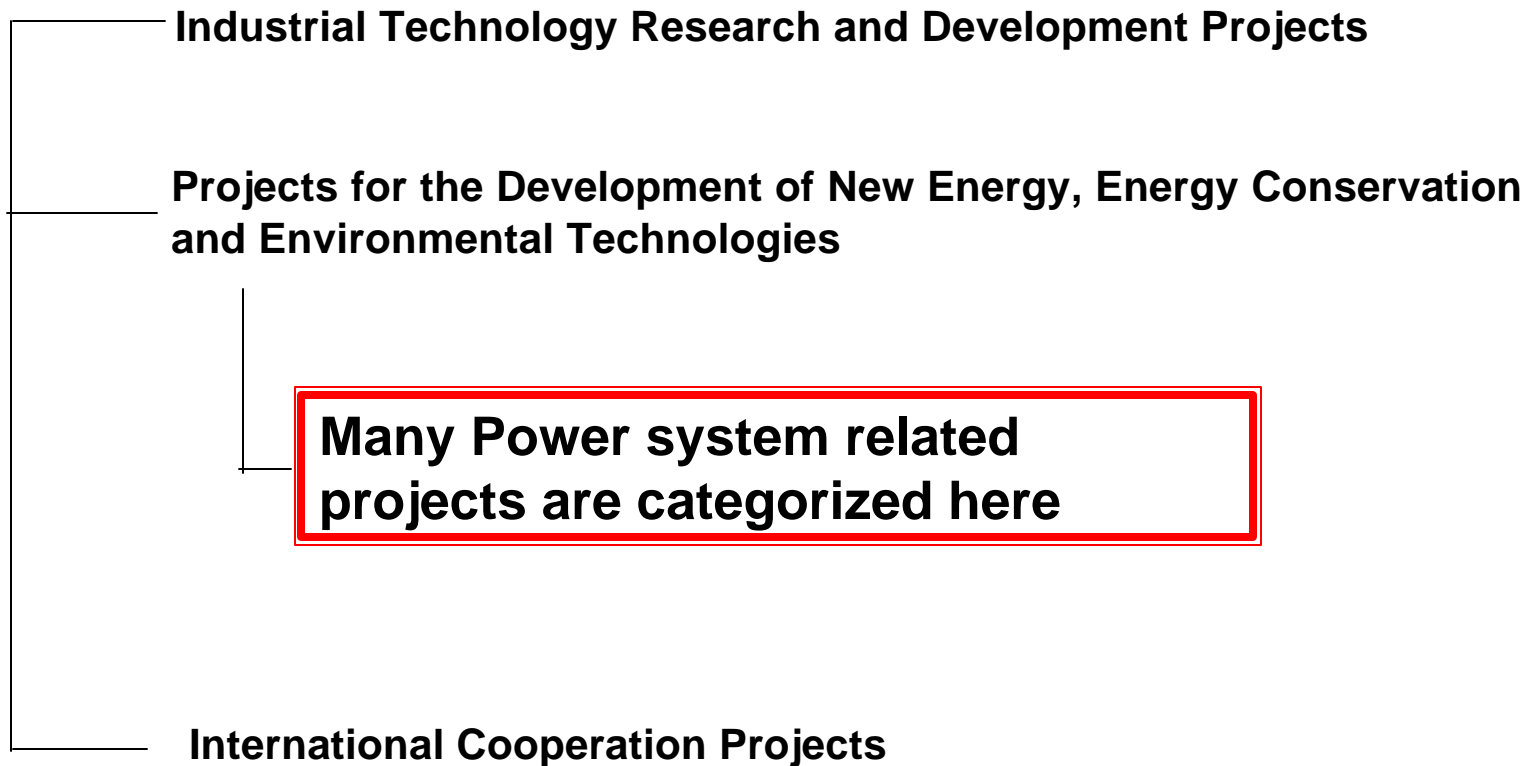 Industrial Technology Research and Development Projects
Projects for the Development of New Energy, Energy Conservation
and Environmental Technologies
Many Power system related
projects are categorized here
International Cooperation Projects